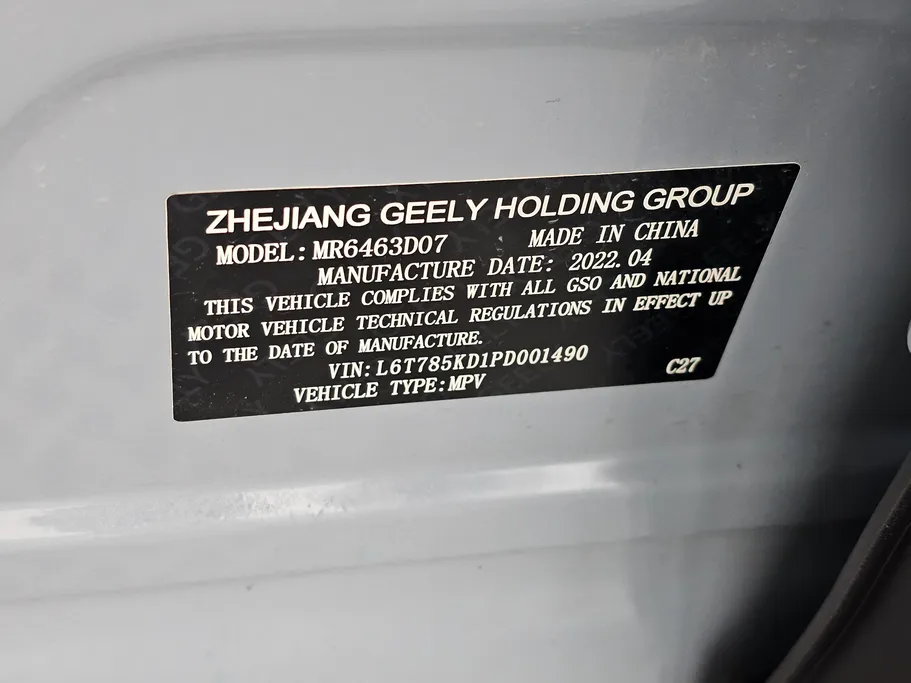 ZHEJIANG GEELY HOLDING GROUP
MODEL:MR6463D07 MADE IN CHINA
MANUFACTURE DATE: 2022.04
THIS VEHICLE COMPLIES WITH ALL GSO AND NATIONAL
MOTOR VEHICLE TECHNICAL REGULATIONS IN EFFECT UP
TO THE DATE OF MANUFACTURE.
VIN:L6T785KD1PD001490
VEHICLE TYPE:MPV C27